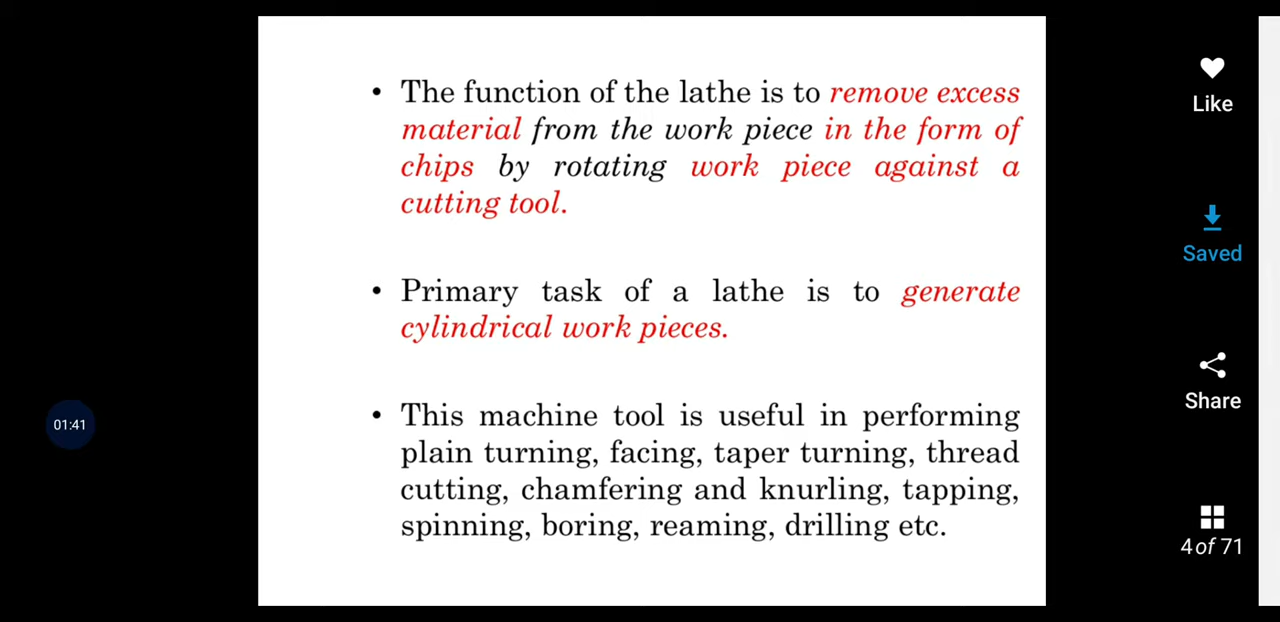 • The function of the lathe is to remove excess
material from the work piece in the form of
chips by rotating work piece against a
cutting tool.
• Primary task of a lathe is to generate
cylindrical work pieces.
• This machine tool is useful in performing
plain turning, facing, taper turning, thread
cutting, chamfering and knurling, tapping,
spinning, boring, reaming, drilling etc.
01:41
Like
Saved
Share
4 of 71